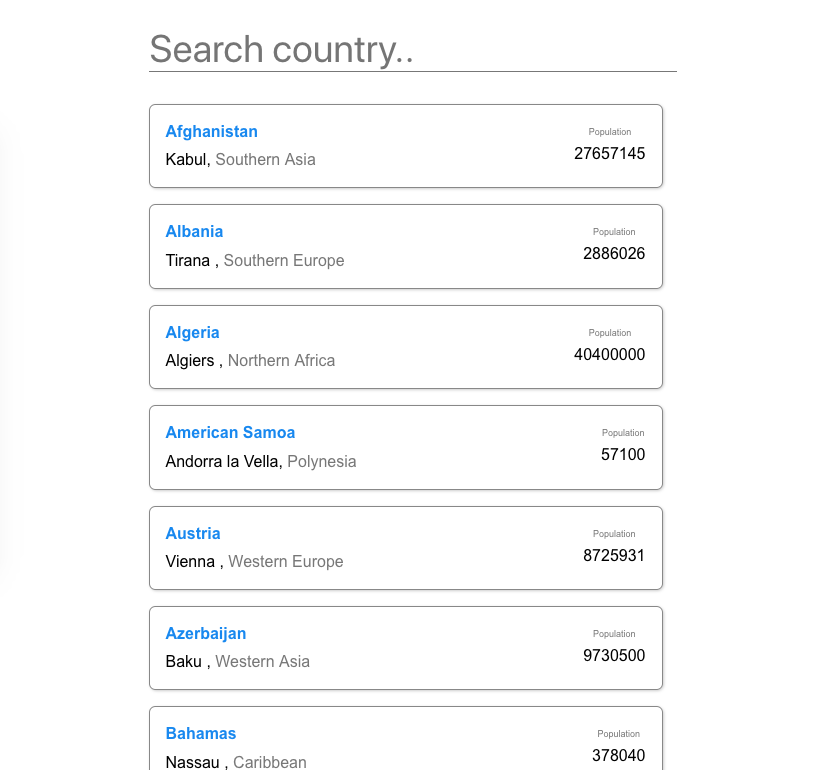 Search country..
Afghanistan
Population
Kabul, Southern Asia
27657145
Albania
Population
Tirana , Southern Europe
2886026
Algeria
Population
Algiers , Northern Africa
40400000
American Samoa
Population
Andorra la Vella, Polynesia
57100
Austria
Population
Vienna , Western Europe
8725931
Azerbaijan
Population
Baku , Western Asia
9730500
Bahamas
Population
Nassau , Caribbean
378040